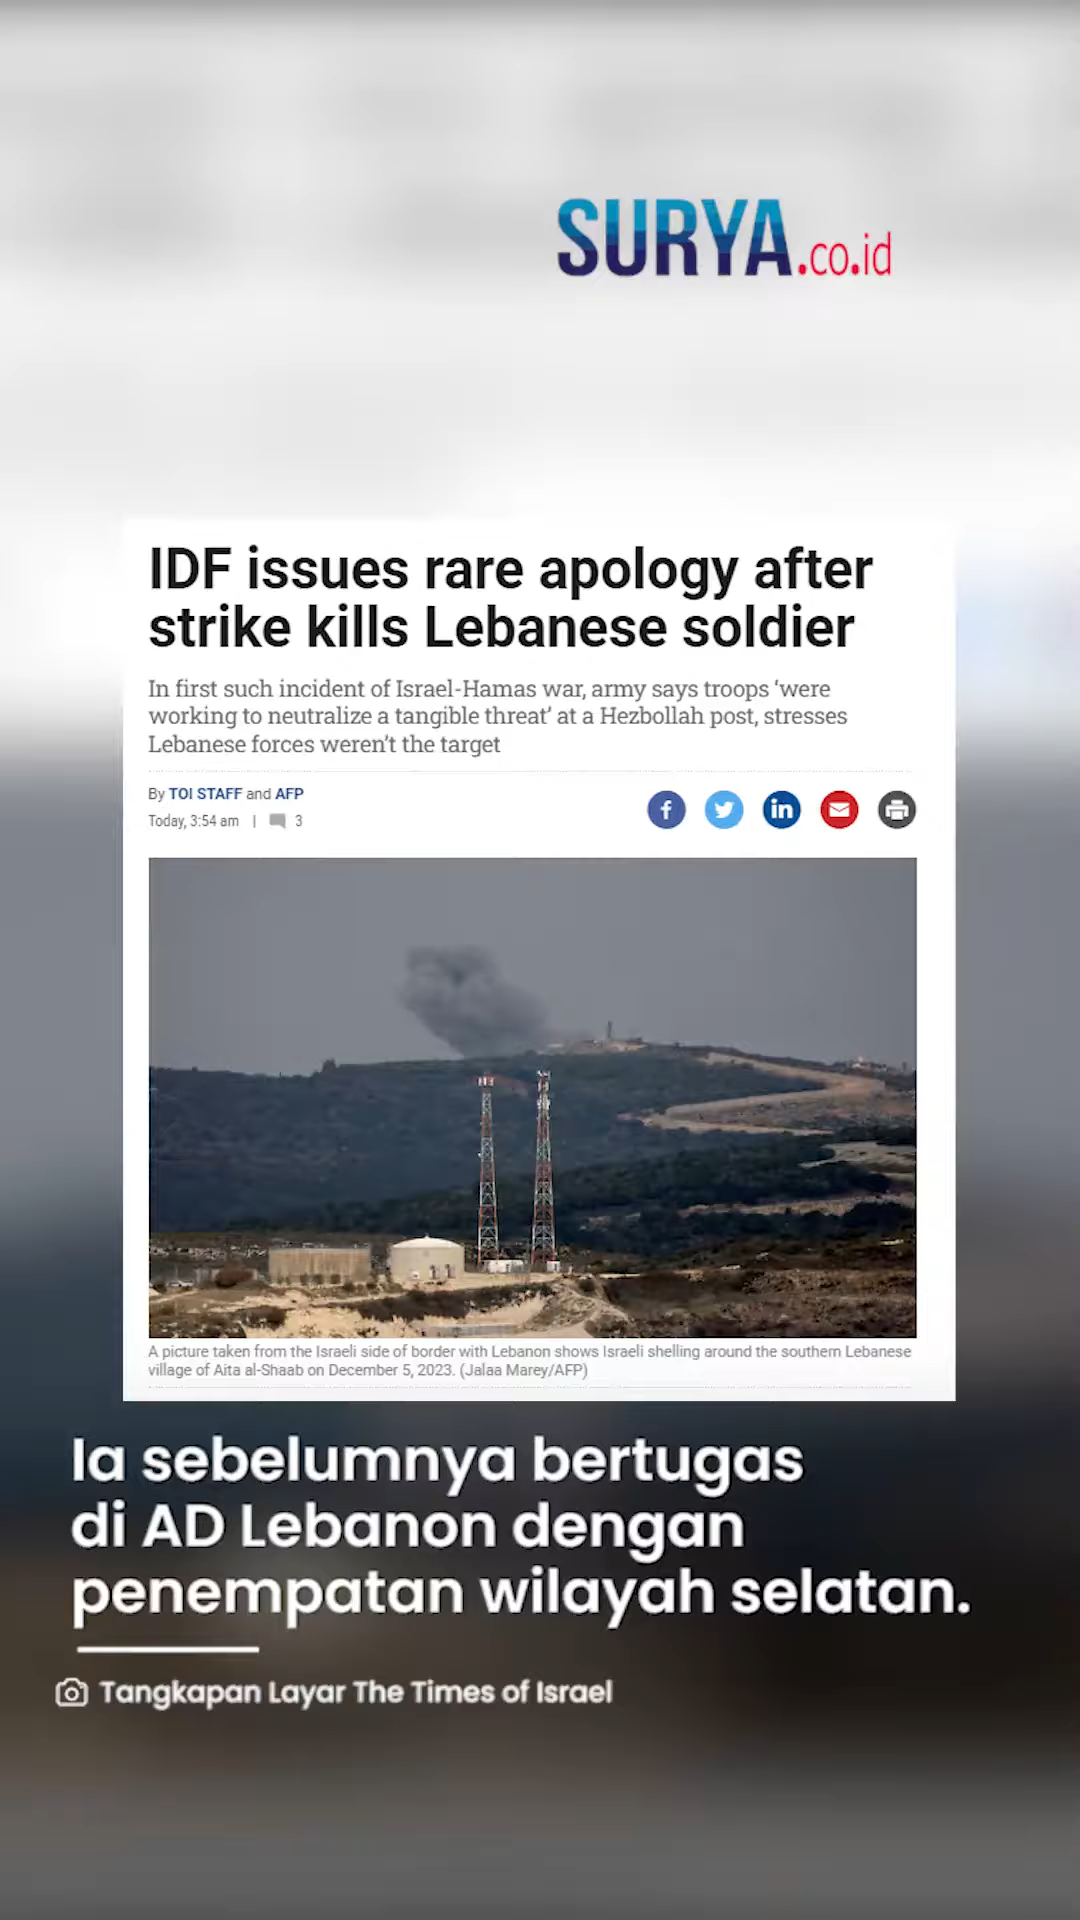 SURYA.co.id
IDF issues rare apology after
strike kills Lebanese soldier
In first such incident of Israel-Hamas war, army says troops ‘were
working to neutralize a tangible threat’ at a Hezbollah post, stresses
Lebanese forces weren’t the target
By TOI STAFF and AFP
Today, 3:54 am | 3
A picture taken from the Israeli side of border with Lebanon shows Israeli shelling around the southern Lebanese
village of Aita al-Shaab on December 5, 2023. (Jalaa Marey/AFP)
Ia sebelumnya bertugas
di AD Lebanon dengan
penempatan wilayah selatan.
Tangkapan Layar The Times of Israel